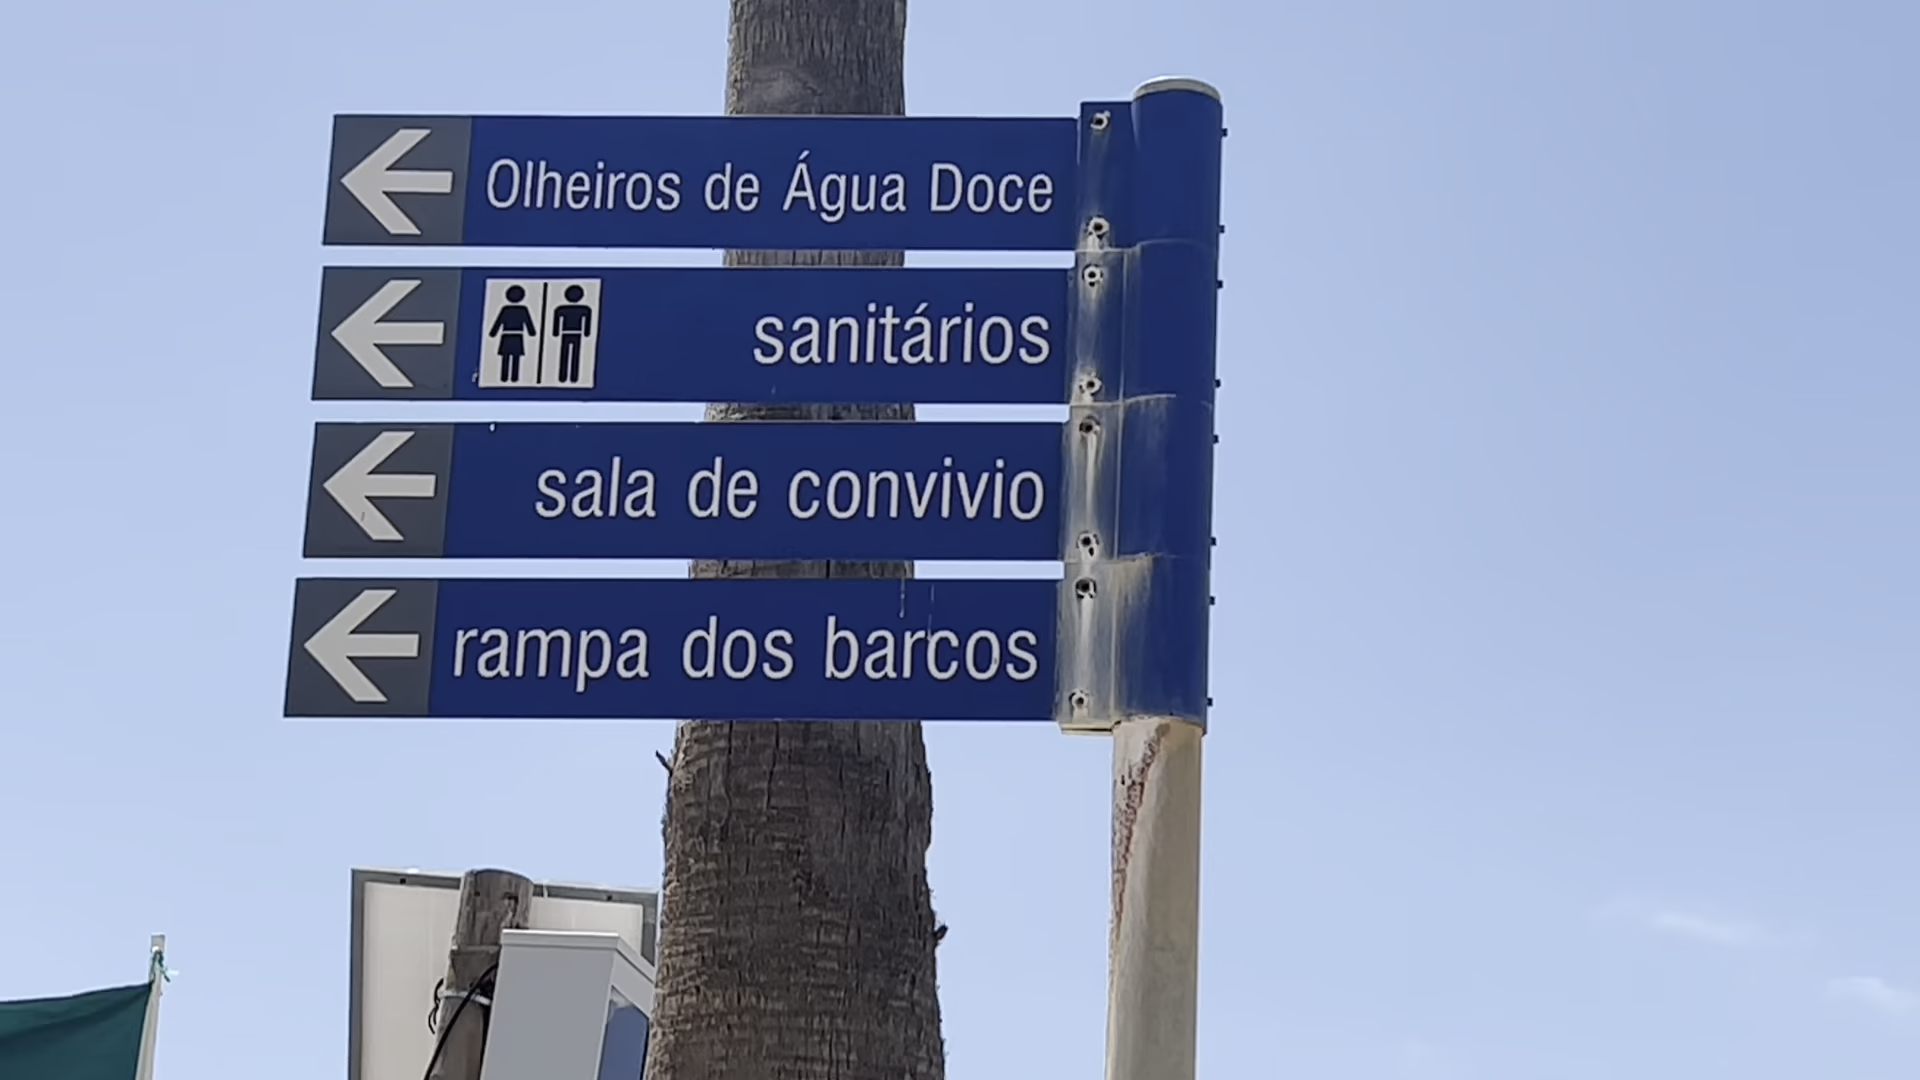 Olheiros de Água Doce
sanitários
sala de convivio
rampa dos barcos